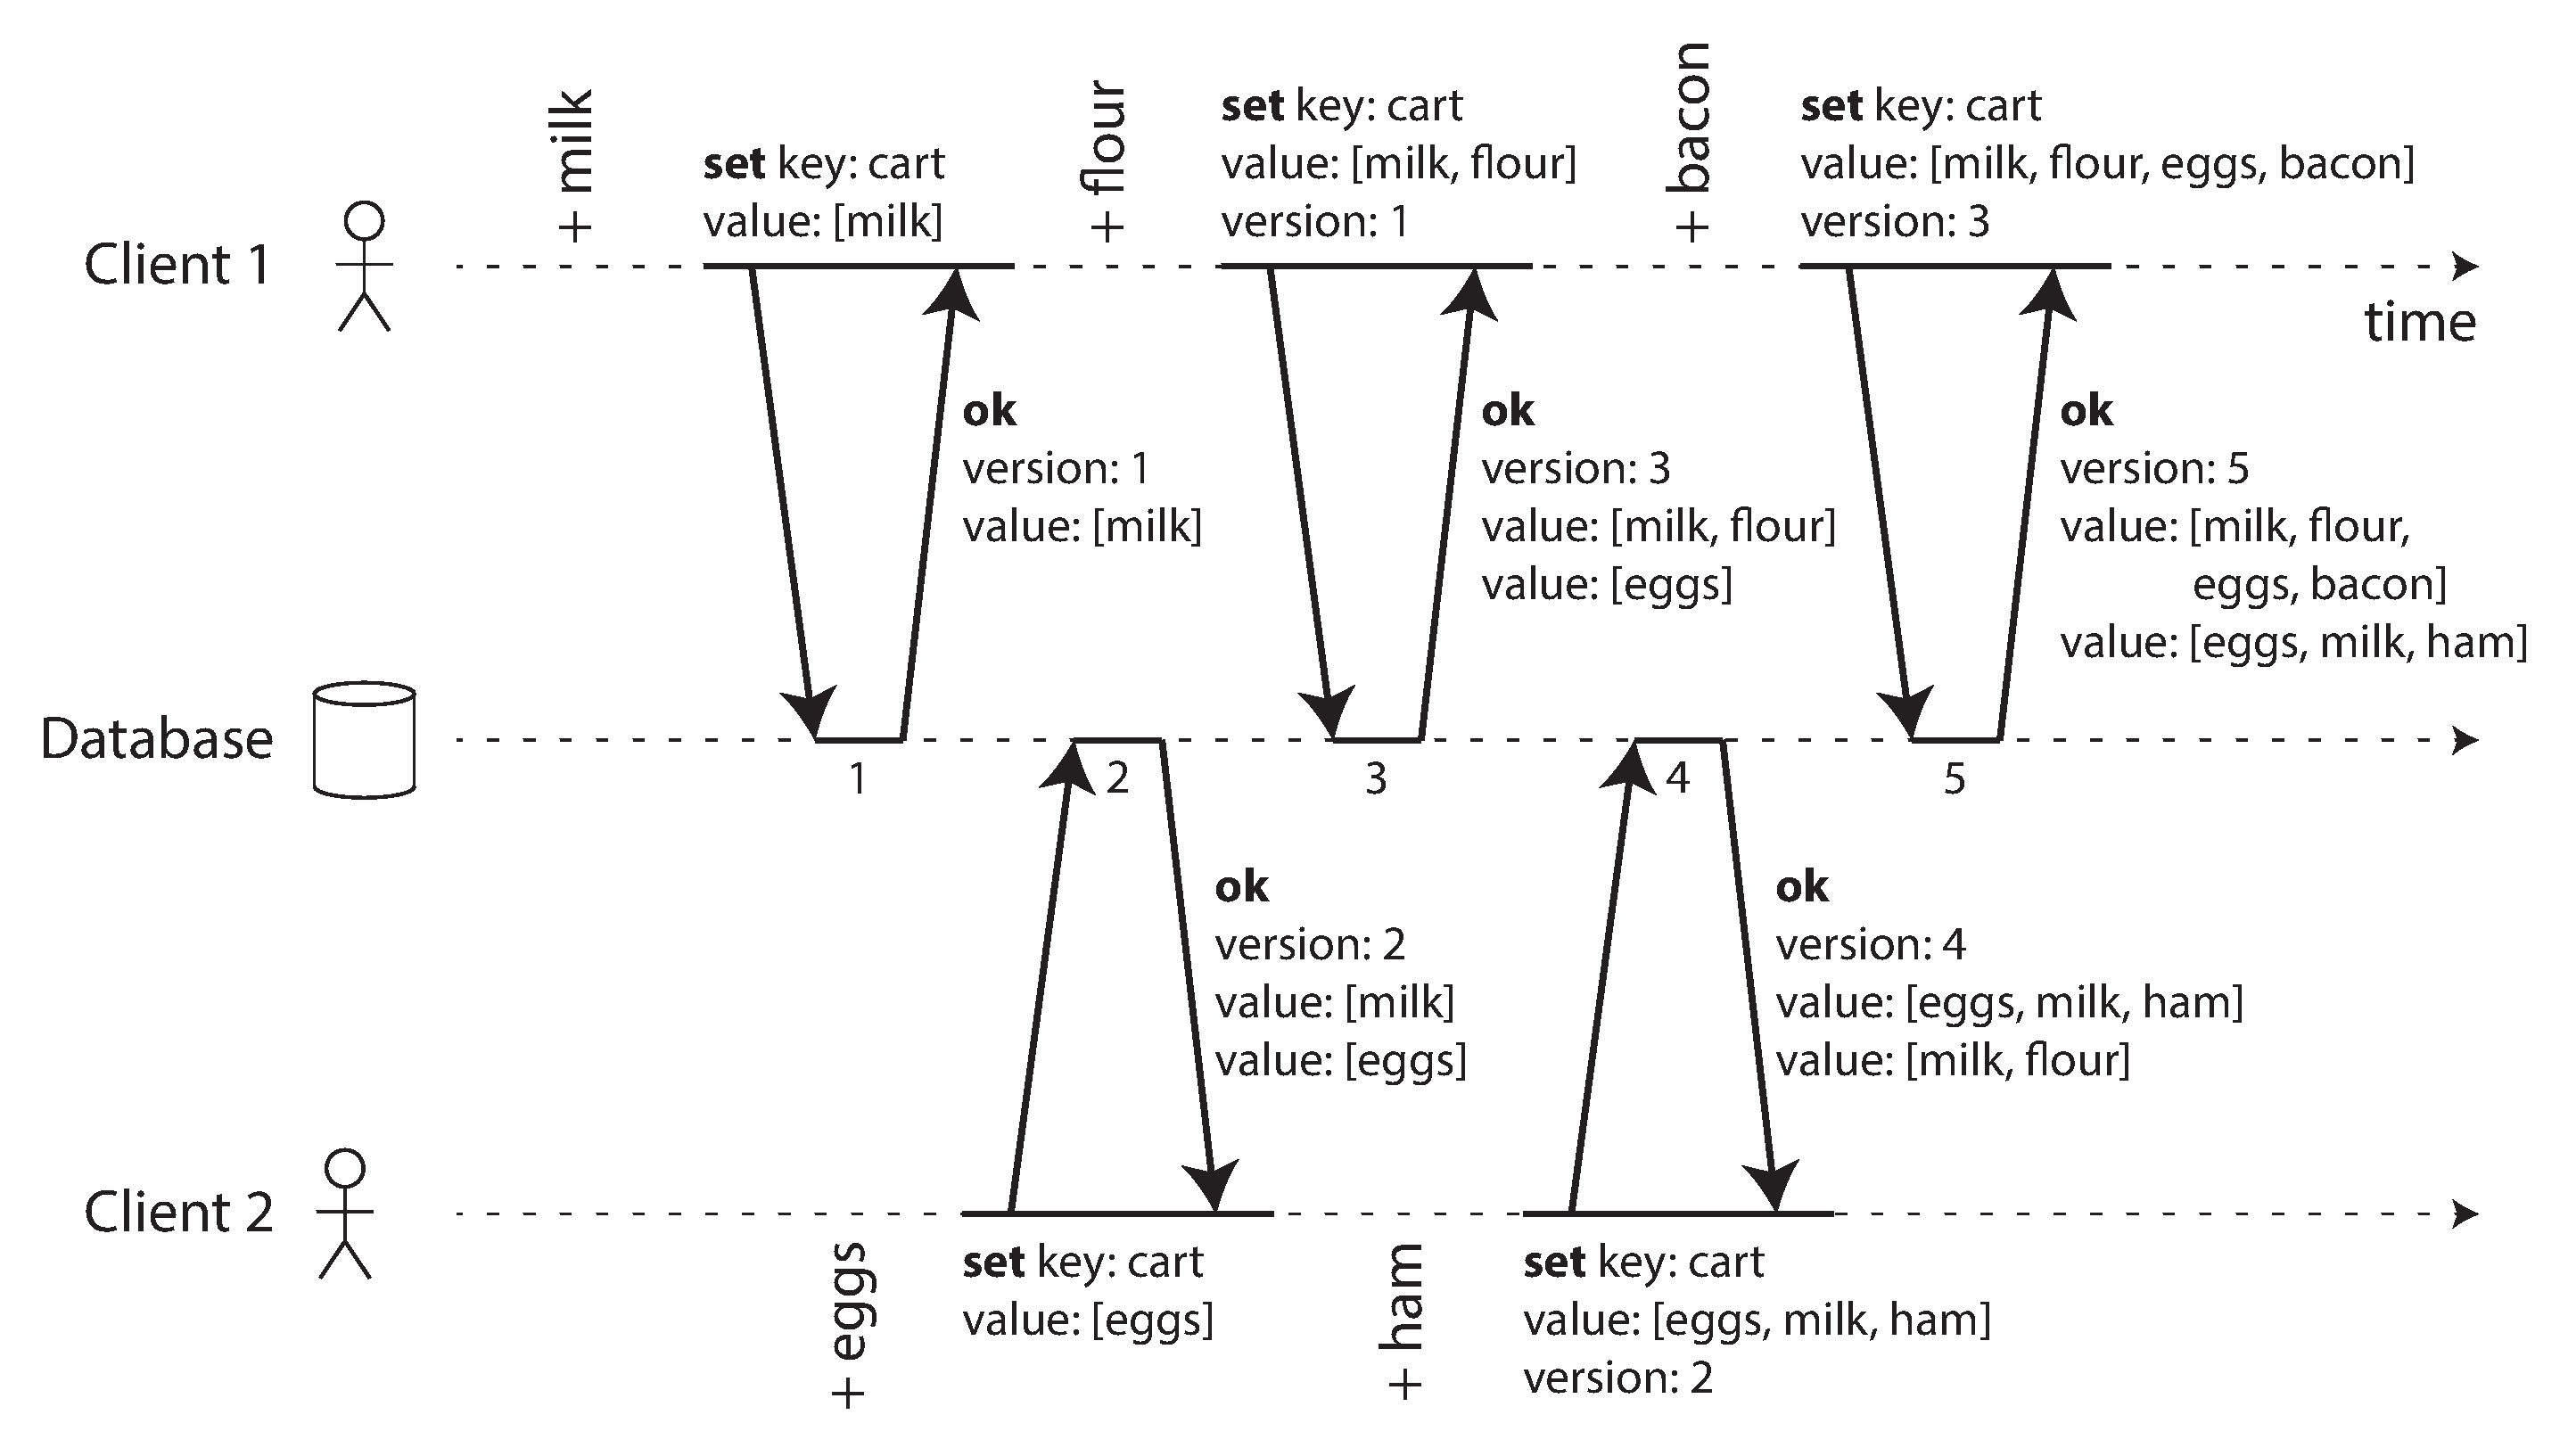 + milk
set key: cart
value: [milk]
+ flour
set key: cart
value: [milk, flour]
version: 1
+ bacon
set key: cart
value: [milk, flour, eggs, bacon]
version: 3
Client 1
time
ok
version: 1
value: [milk]
ok
version: 3
value: [milk, flour]
value: [eggs]
ok
version: 5
value: [milk, flour,
eggs, bacon]
value: [eggs, milk, ham]
Database
1
2
3
4
5
ok
version: 2
value: [milk]
value: [eggs]
ok
version: 4
value: [eggs, milk, ham]
value: [milk, flour]
Client 2
+ eggs
set key: cart
value: [eggs]
+ ham
set key: cart
value: [eggs, milk, ham]
version: 2